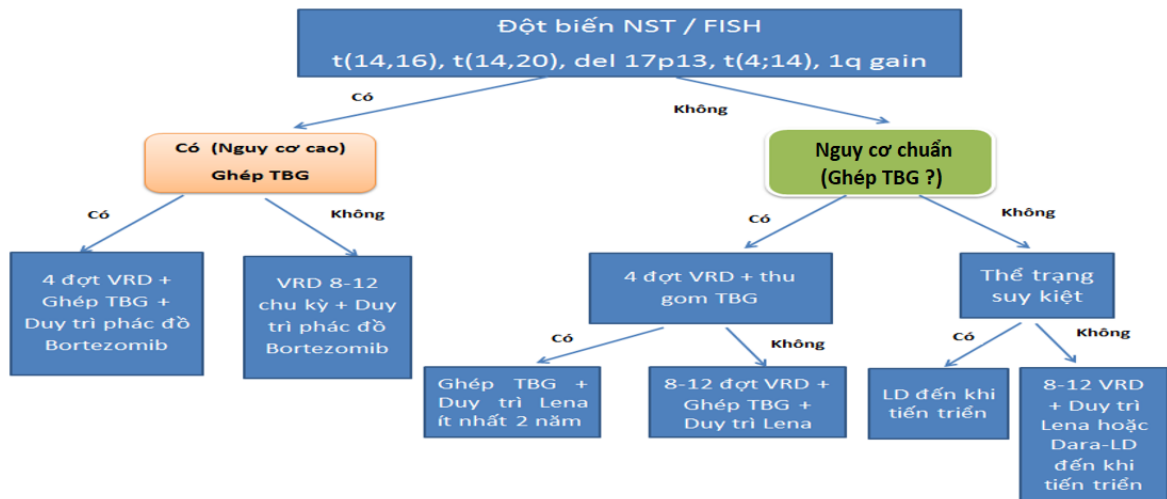 Đột biến NST / FISH
t(14,16), t(14,20), del 17p13, t(4;14), 1q gain
Có
Không
Có (Nguy cơ cao)
Ghép TBG
Nguy cơ chuẩn
(Ghép TBG ?)
Có
Không
Có
Không
4 đợt VRD +
Ghép TBG +
Duy trì phác đồ
Bortezomib
VRD 8-12
chu kỳ + Duy
trì phác đồ
Bortezomib
4 đợt VRD + thu
gom TBG
Thể trạng
suy kiệt
Có
Không
Có
Không
Ghép TBG +
Duy trì Lena
ít nhất 2 năm
8-12 đợt VRD +
Ghép TBG +
Duy trì Lena
LD đến khi
tiến triển
8-12 VRD
+ Duy trì
Lena hoặc
Dara-LD
đến khi
tiến triển